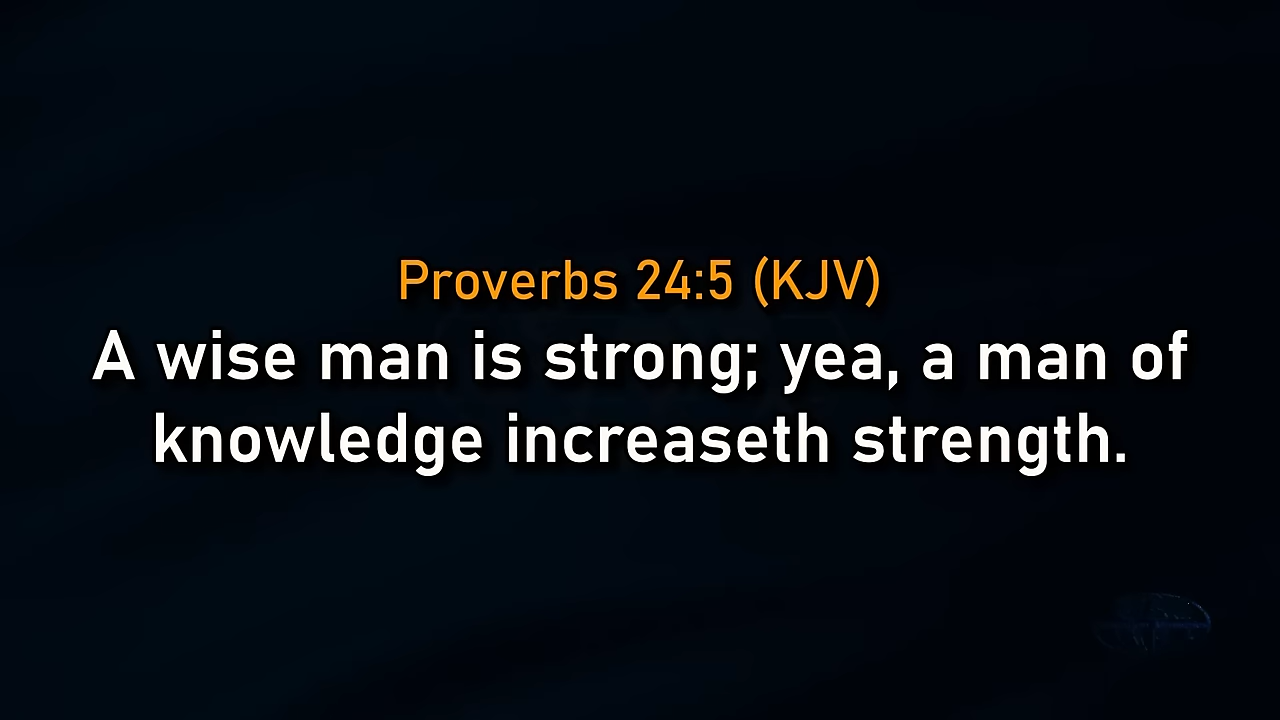 Proverbs 24:5 (KJV)
A wise man is strong; yea, a man of
knowledge increaseth strength.